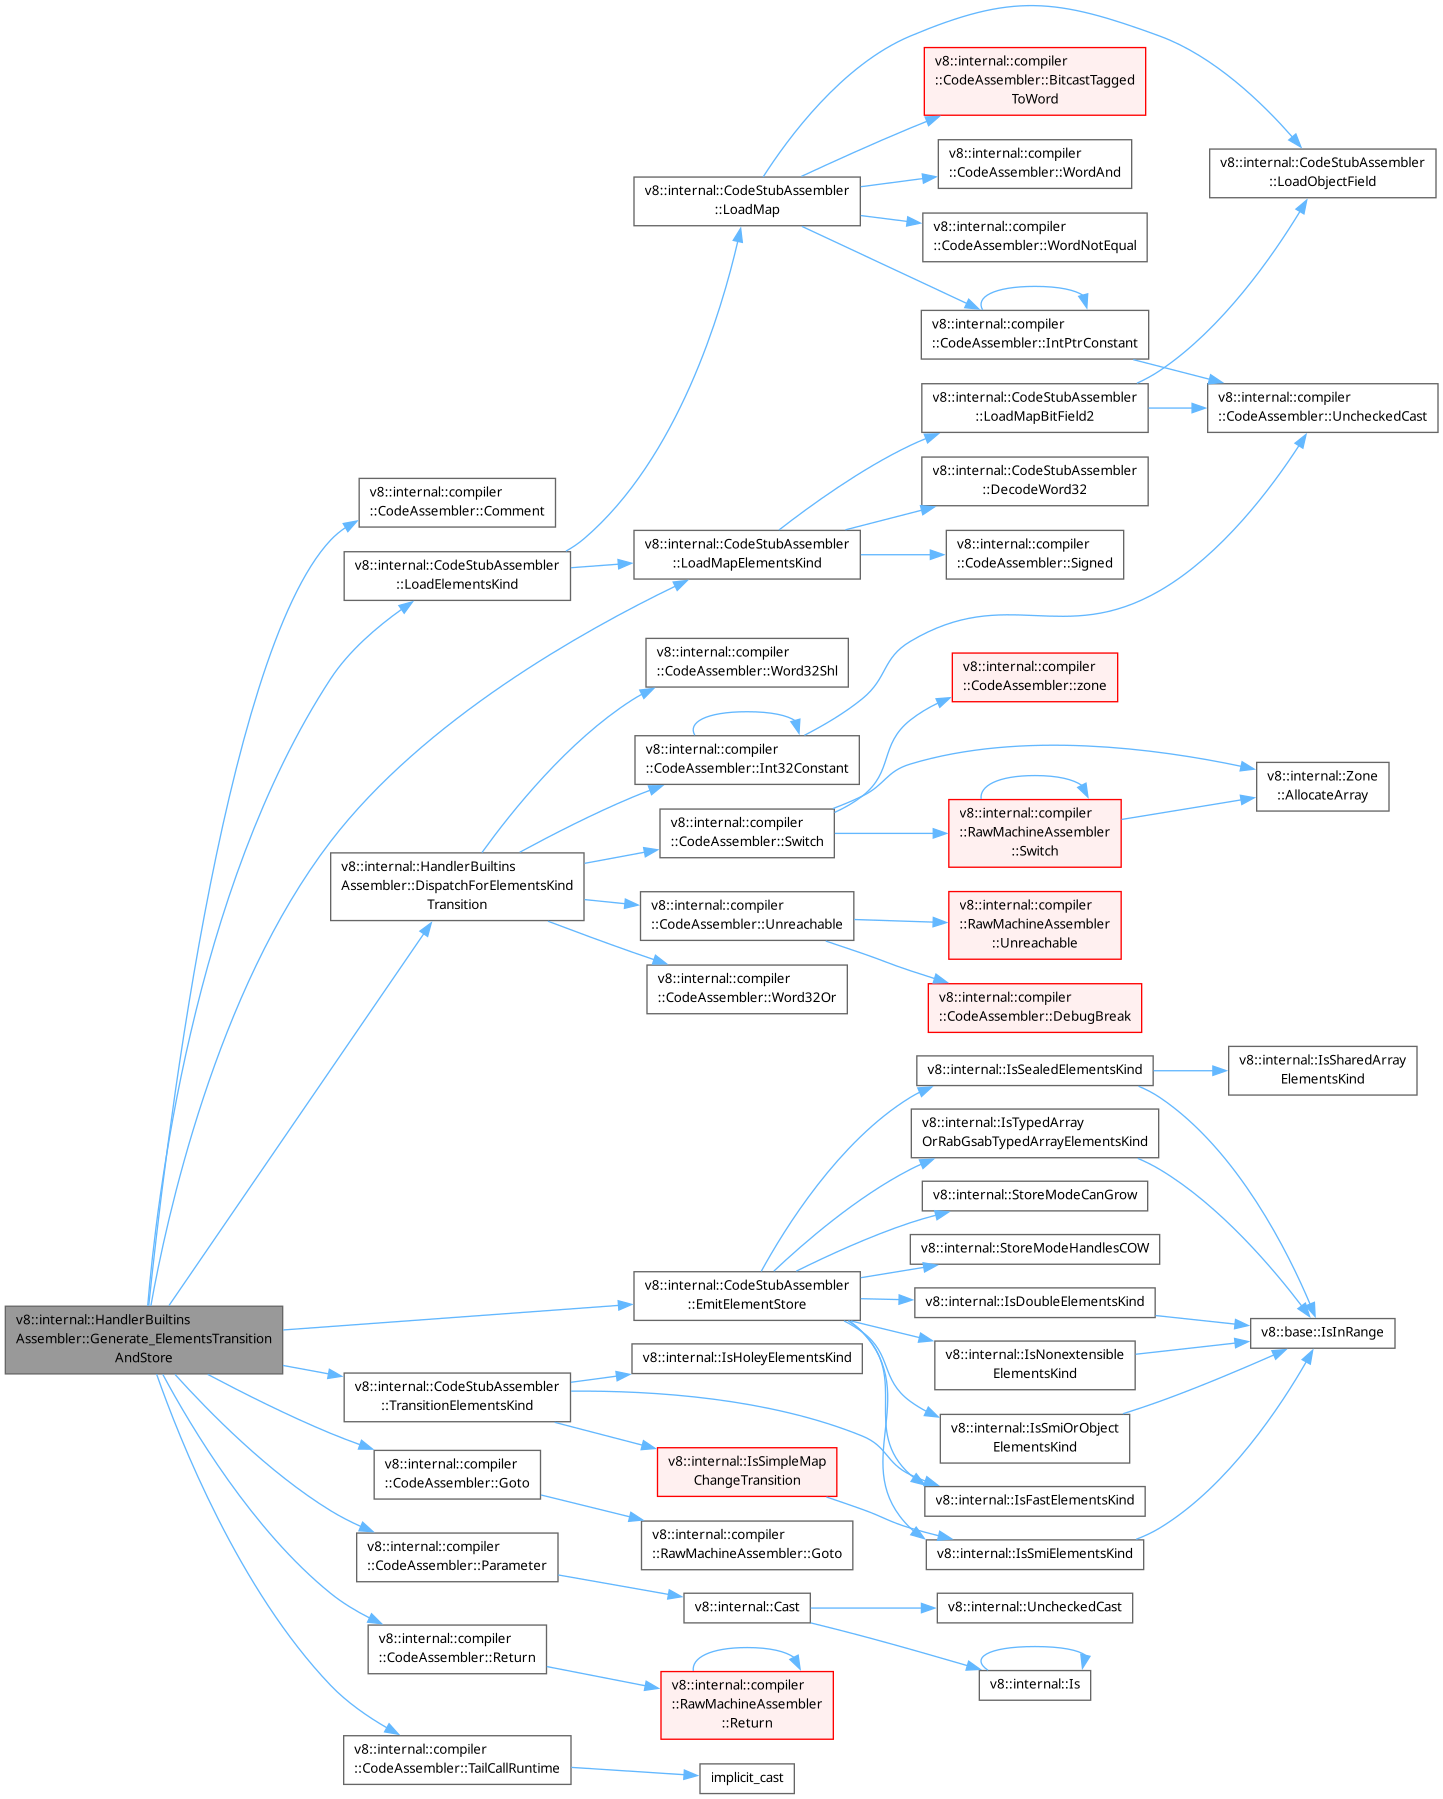 v8::internal::compiler
::CodeAssembler::BitcastTagged
ToWord
v8::internal::compiler
::CodeAssembler::WordAnd
v8::internal::CodeStubAssembler
::LoadObjectField
v8::internal::CodeStubAssembler
::LoadMap
v8::internal::compiler
::CodeAssembler::WordNotEqual
v8::internal::compiler
::CodeAssembler::IntPtrConstant
v8::internal::CodeStubAssembler
::LoadMapBitField2
v8::internal::compiler
::CodeAssembler::UncheckedCast
v8::internal::CodeStubAssembler
::DecodeWord32
v8::internal::compiler
::CodeAssembler::Comment
v8::internal::CodeStubAssembler
::LoadMapElementsKind
v8::internal::compiler
::CodeAssembler::Signed
v8::internal::CodeStubAssembler
::LoadElementsKind
v8::internal::compiler
::CodeAssembler::Word32Shl
v8::internal::compiler
::CodeAssembler::zone
v8::internal::compiler
::CodeAssembler::Int32Constant
v8::internal::Zone
::AllocateArray
v8::internal::compiler
::CodeAssembler::Switch
v8::internal::compiler
::RawMachineAssembler
::Switch
v8::internal::HandlerBuiltins
Assembler::DispatchForElementsKind
Transition
v8::internal::compiler
::CodeAssembler::Unreachable
v8::internal::compiler
::RawMachineAssembler
::Unreachable
v8::internal::compiler
::CodeAssembler::Word32Or
v8::internal::compiler
::CodeAssembler::DebugBreak
v8::internal::IsSealedElementsKind
v8::internal::IsSharedArray
ElementsKind
v8::internal::IsTypedArray
OrRabGsabTypedArrayElementsKind
v8::internal::StoreModeCanGrow
v8::internal::StoreModeHandlesCOW
v8::internal::CodeStubAssembler
::EmitElementStore
v8::internal::IsDoubleElementsKind
v8::base::IsInRange
v8::internal::HandlerBuiltins
Assembler::Generate_ElementsTransition
AndStore
v8::internal::IsHoleyElementsKind
v8::internal::IsNonextensible
ElementsKind
v8::internal::CodeStubAssembler
::TransitionElementsKind
v8::internal::IsSmiOrObject
ElementsKind
v8::internal::IsSimpleMap
ChangeTransition
v8::internal::compiler
::CodeAssembler::Goto
v8::internal::IsFastElementsKind
v8::internal::compiler
::RawMachineAssembler::Goto
v8::internal::IsSmiElementsKind
v8::internal::compiler
::CodeAssembler::Parameter
v8::internal::Cast
v8::internal::UncheckedCast
v8::internal::compiler
::CodeAssembler::Return
v8::internal::Is
v8::internal::compiler
::RawMachineAssembler
::Return
v8::internal::compiler
::CodeAssembler::TailCallRuntime
implicit_cast